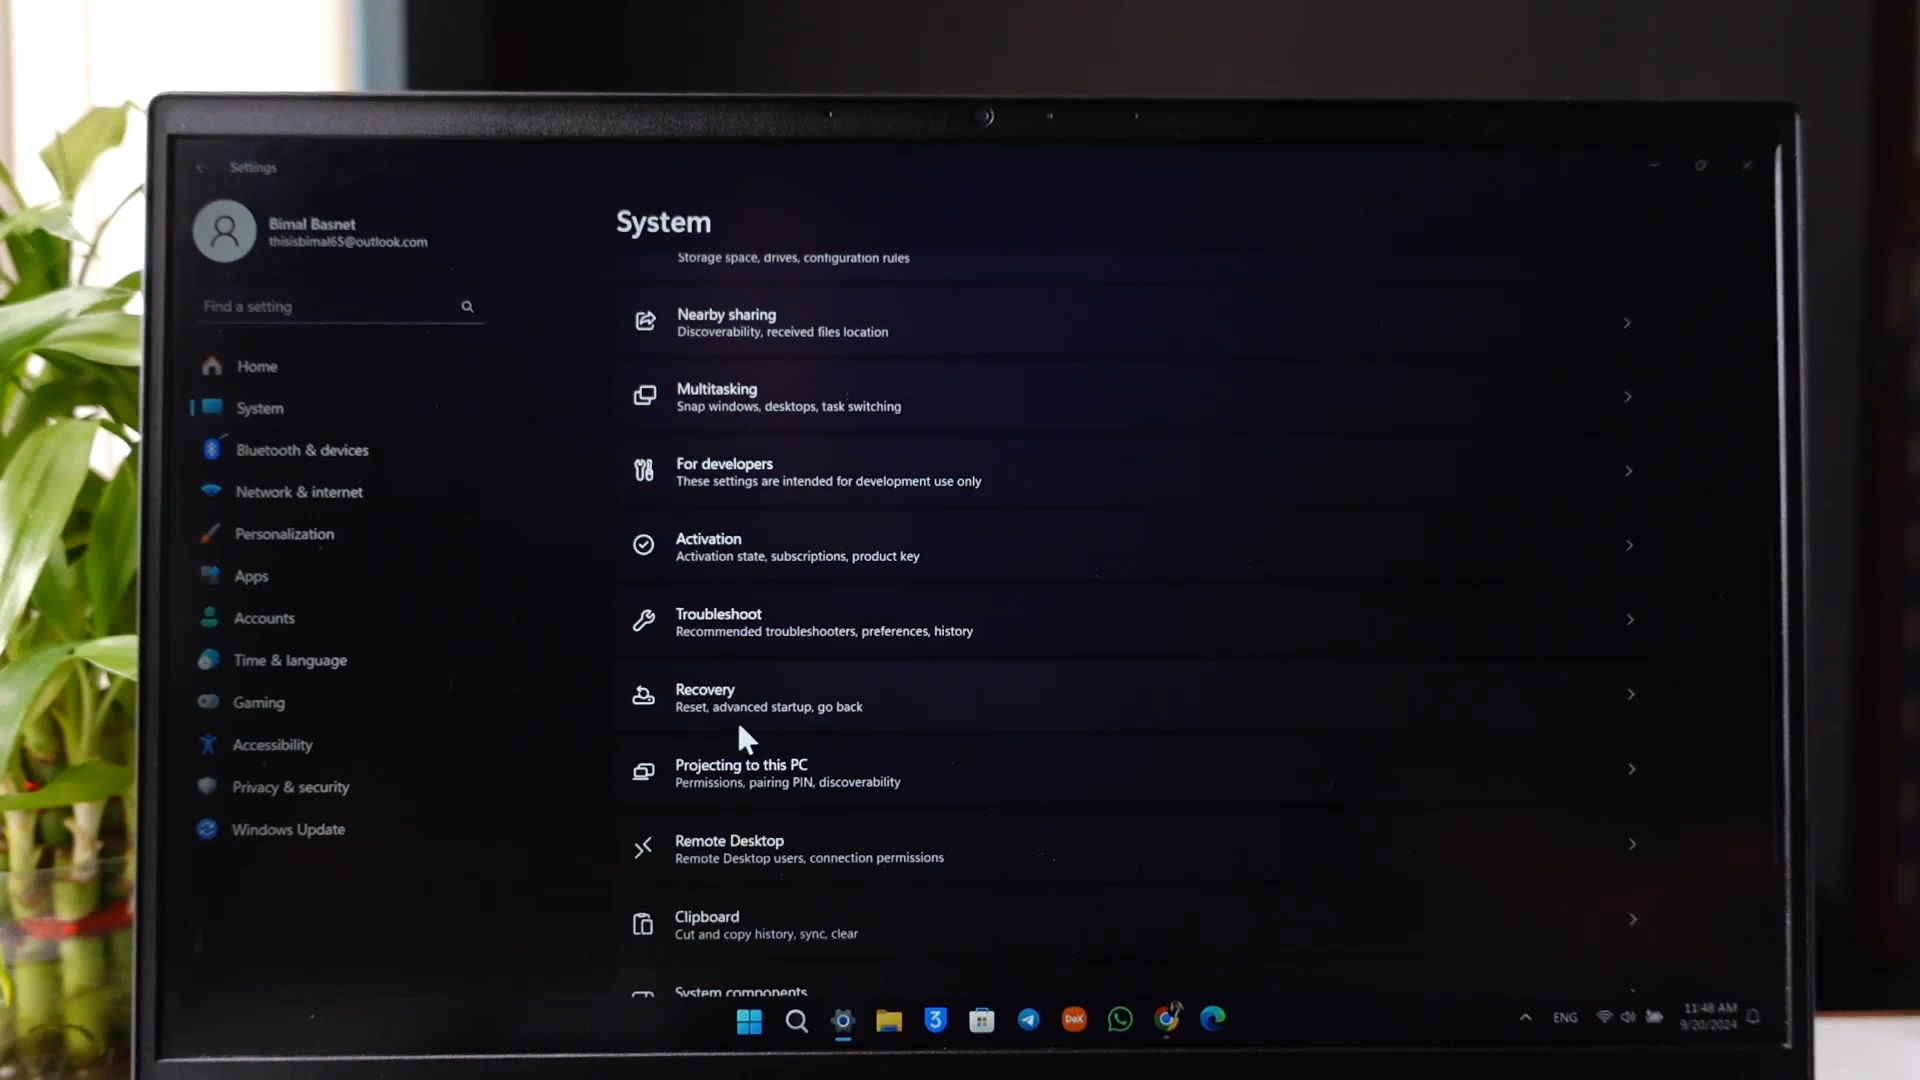 Settings
Bimal Basnet
thisisbimal65@outlook.com
Find a setting
Home
System
Bluetooth & devices
Network & internet
Personalization
Apps
Accounts
Time & language
Gaming
Accessibility
Privacy & security
Windows Update
System
Storage space, drives, configuration rules
Nearby sharing
Discoverability, received files location
Multitasking
Snap windows, desktops, task switching
For developers
These settings are intended for development use only
Activation
Activation state, subscriptions, product key
Troubleshoot
Recommended troubleshooters, preferences, history
Recovery
Reset, advanced startup, go back
Projecting to this PC
Permissions, pairing PIN, discoverability
Remote Desktop
Remote Desktop users, connection permissions
Clipboard
Cut and copy history, sync, clear
System components
3
DeX
ENG
11:48 AM
9/20/2024